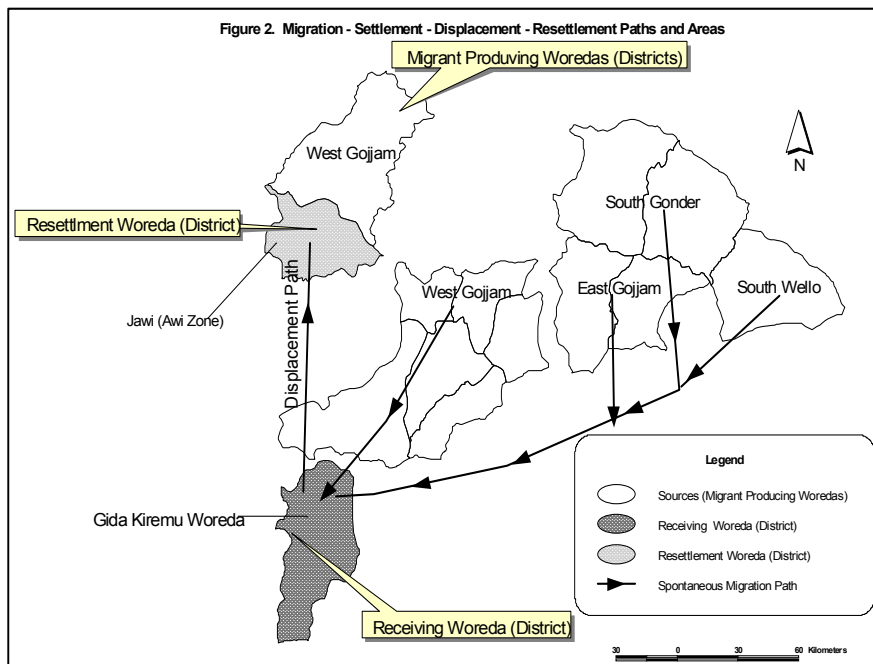 Figure 2. Migration - Settlement - Displacement - Resettlement Paths and Areas
Migrant Produving Woredas (Districts)
West Gojjam
N
South Gonder
Resettlment Woreda (District)
West Gojjam
East Gojjam
South Wello
Jawi (Awi Zone)
Displacement Path
Legend
Sources (Migrant Producing Woredas)
Gida Kiremu Woreda
Receiving Woreda (District)
Resettlement Woreda (District)
Spontaneous Migration Path
Receiving Woreda (District)
30 0 30 60 Kilometers